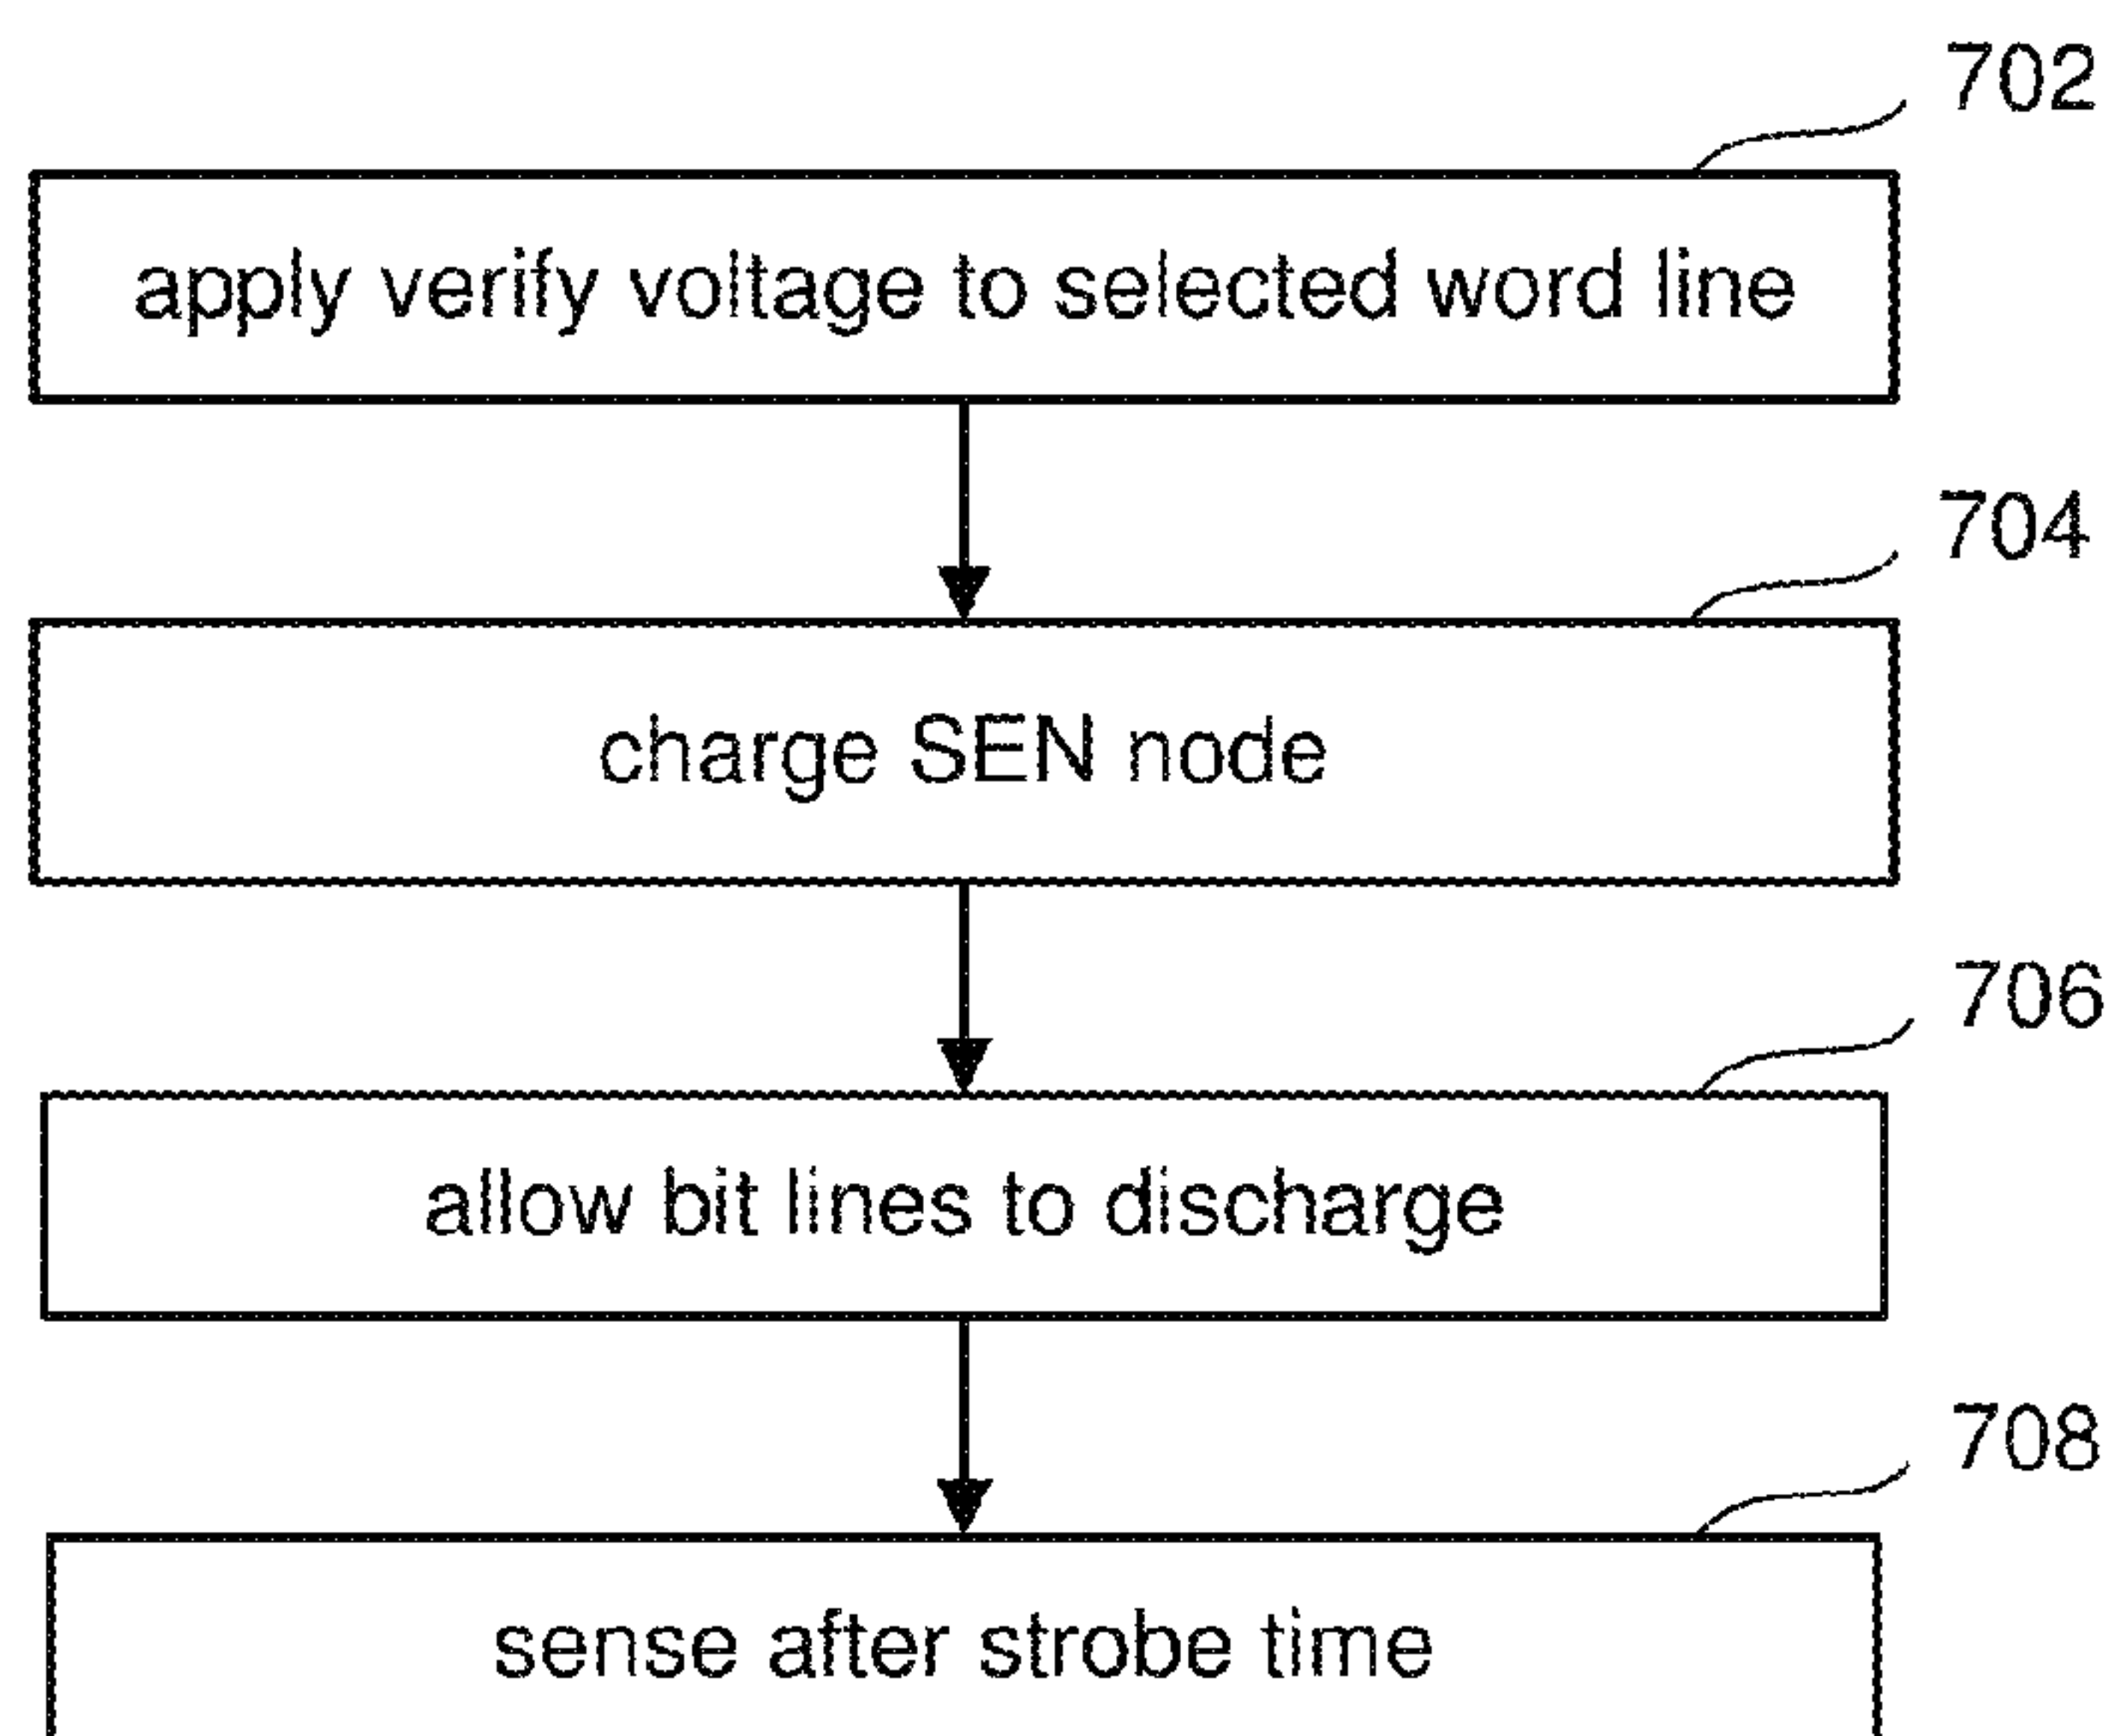 702
apply verify voltage to selected word line
704
charge SEN node
706
allow bit lines to discharge
708
sense after strobe time